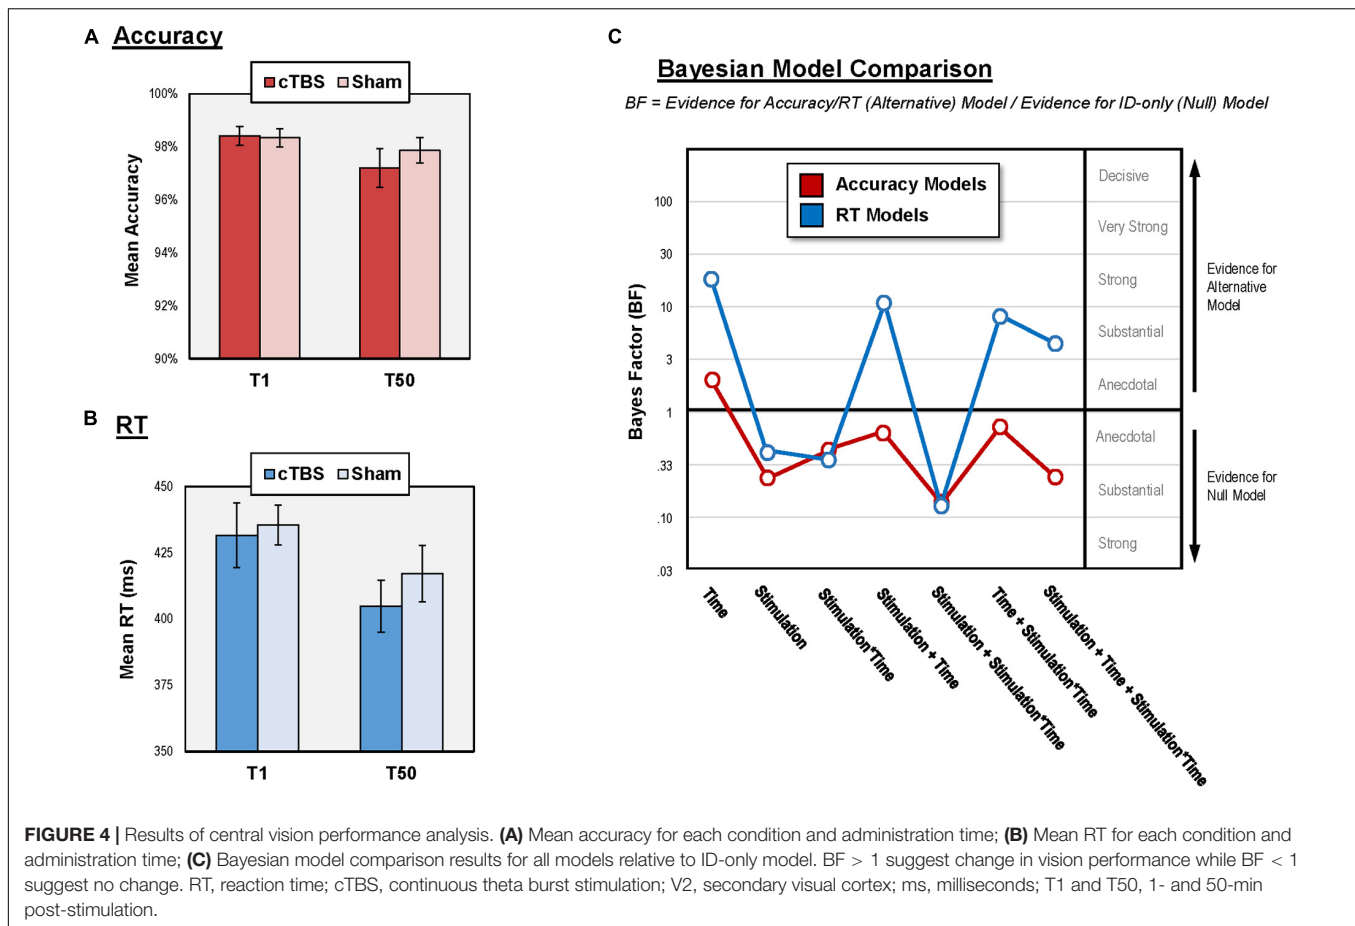 A Accuracy
cTBS Sham
Mean Accuracy
100%
98%
96%
94%
92%
90%
T1 T50
B RT
cTBS Sham
Mean RT (ms)
450
425
400
375
350
T1 T50
C
Bayesian Model Comparison
BF = Evidence for Accuracy/RT (Alternative) Model / Evidence for ID-only (Null) Model
Accuracy Models
RT Models
Bayes Factor (BF)
100
30
10
3
1
.33
.10
.03
Decisive
Very Strong
Strong
Substantial
Anecdotal
Anecdotal
Substantial
Strong
Evidence for
Alternative
Model
Evidence for
Null Model
Time
Stimulation
Stimulation*Time
Stimulation + Time
Stimulation + Stimulation*Time
Time + Stimulation*Time
Stimulation + Time + Stimulation*Time
FIGURE 4 | Results of central vision performance analysis. (A) Mean accuracy for each condition and administration time; (B) Mean RT for each condition and
administration time; (C) Bayesian model comparison results for all models relative to ID-only model. BF > 1 suggest change in vision performance while BF < 1
suggest no change. RT, reaction time; cTBS, continuous theta burst stimulation; V2, secondary visual cortex; ms, milliseconds; T1 and T50, 1- and 50-min
post-stimulation.